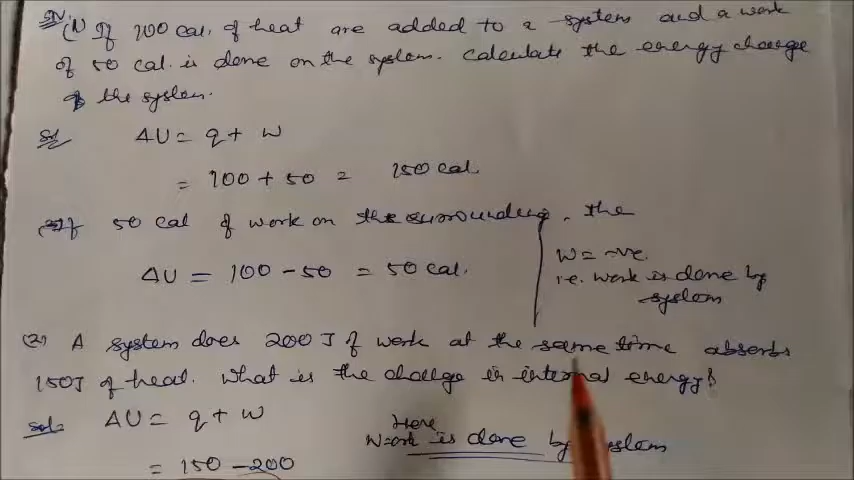 (1) If 100 cal. of heat are added to a system and a work
of 50 cal. is done on the system. Calculate the energy change
of the system.
Sol ΔU = q + w
= 100 + 50 = 150 cal.
If 50 cal of work on the surrounding, the
ΔU = 100 - 50 = 50 cal.
W = -ve.
i.e. work is done by
system
(2) A system does 200 J of work at the same time absorbs
150J of heat. What is the change in internal energy?
Sol= ΔU = q + w
Here
Work is done by system
= 150 - 200